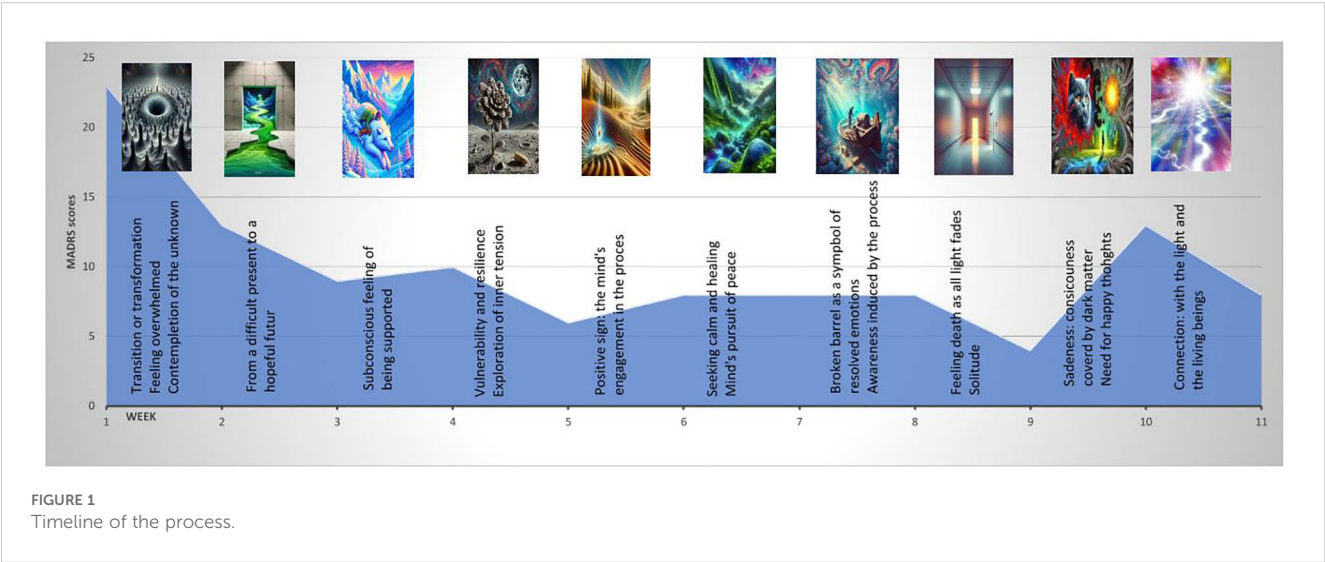 25
20
15
10
5
0
MADRS scores
WEEK
1
2
3
4
5
6
7
8
9
10
11
Transition or transformation
Feeling overwhelmed
Contemplection of the unknown
From a difficult present to a
hopeful futur
Subconscious feeling of
being supported
Vulnerability and resilience
Exploration of inner tension
Positive sign: the mind's
engagement in the proces
Seeking calm and healing
Mind's pursuit of peace
Broken barrel as a sympbol of
resolved emotions
Awareness induced by the process
Feeling death as all light fades
Solitude
Sadeness: consicouness
coverd by dark matter
Need for happy thohghts
Connection: with the light and
the living beings
FIGURE 1
Timeline of the process.